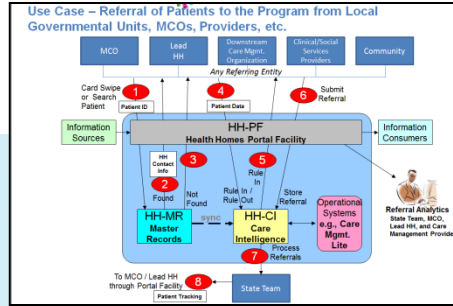 Use Case – Referral of Patients to the Program from Local
Governmental Units, MCOs, Providers, etc.
MCO
Lead
HH
Downstream
Care Mgmt.
Organization
Clinical/Social
Services
Providers
Community
Any Referring Entity
Card Swipe
or Search
Patient
1
Patient ID
4
Patient Data
6
Submit
Referral
Information
Sources
HH-PF
Health Homes Portal Facility
Information
Consumers
HH
Contact
Info
2
Found
3
Not
Found
5
Rule
In
Rule In /
Rule Out
Store
Referral
HH-MR
Master
Records
sync
HH-CI
Care
Intelligence
Operational
Systems
e.g., Care
Mgmt.
Lite
Referral Analytics
State Team, MCO,
Lead HH, and Care
Management Provider
7
Process
Referrals
To MCO / Lead HH
through Portal Facility
8
Patient Tracking
State Team